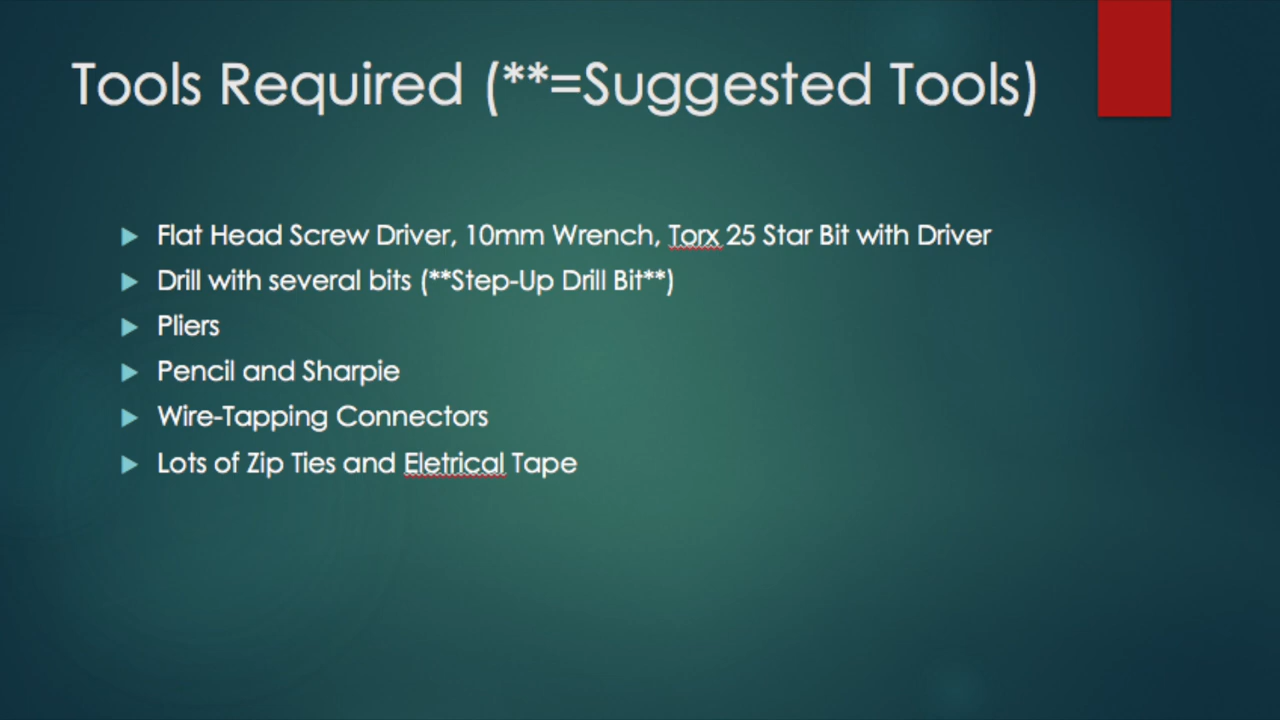 Tools Required (**=Suggested Tools)
Flat Head Screw Driver, 10mm Wrench, Torx 25 Star Bit with Driver
Drill with several bits (**Step-Up Drill Bit**)
Pliers
Pencil and Sharpie
Wire-Tapping Connectors
Lots of Zip Ties and Eletrical Tape